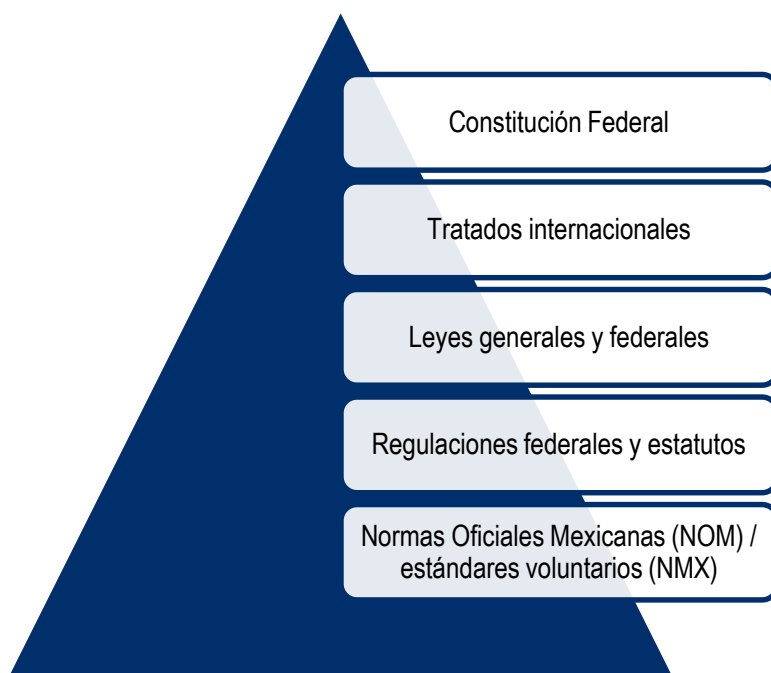 Constitución Federal
Tratados internacionales
Leyes generales y federales
Regulaciones federales y estatutos
Normas Oficiales Mexicanas (NOM) /
estándares voluntarios (NMX)